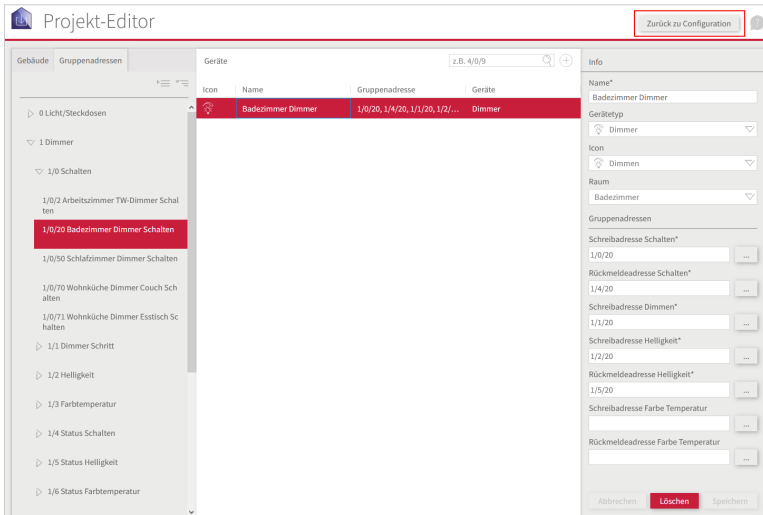 Projekt-Editor
Zurück zu Configuration
?
Gebäude Gruppenadressen
0 Licht/Steckdosen
1 Dimmer
1/0 Schalten
1/0/2 Arbeitszimmer TW-Dimmer Schal
ten
1/0/20 Badezimmer Dimmer Schalten
1/0/50 Schlafzimmer Dimmer Schalten
1/0/70 Wohnküche Dimmer Couch Sch
alten
1/0/71 Wohnküche Dimmer Esstisch Sc
halten
1/1 Dimmer Schritt
1/2 Helligkeit
1/3 Farbtemperatur
1/4 Status Schalten
1/5 Status Helligkeit
1/6 Status Farbtemperatur
Geräte
z.B. 4/0/9
Icon Name Gruppenadresse Geräte
Badezimmer Dimmer 1/0/20, 1/4/20, 1/1/20, 1/2/... Dimmer
Info
Name*
Badezimmer Dimmer
Gerätetyp
Dimmer
Icon
Dimmen
Raum
Badezimmer
Gruppenadressen
Schreibadresse Schalten*
1/0/20 ...
Rückmeldeadresse Schalten*
1/4/20 ...
Schreibadresse Dimmen*
1/1/20 ...
Schreibadresse Helligkeit*
1/2/20 ...
Rückmeldeadresse Helligkeit*
1/5/20 ...
Schreibadresse Farbe Temperatur
...
Rückmeldeadresse Farbe Temperatur
...
Abbrechen Löschen Speichern